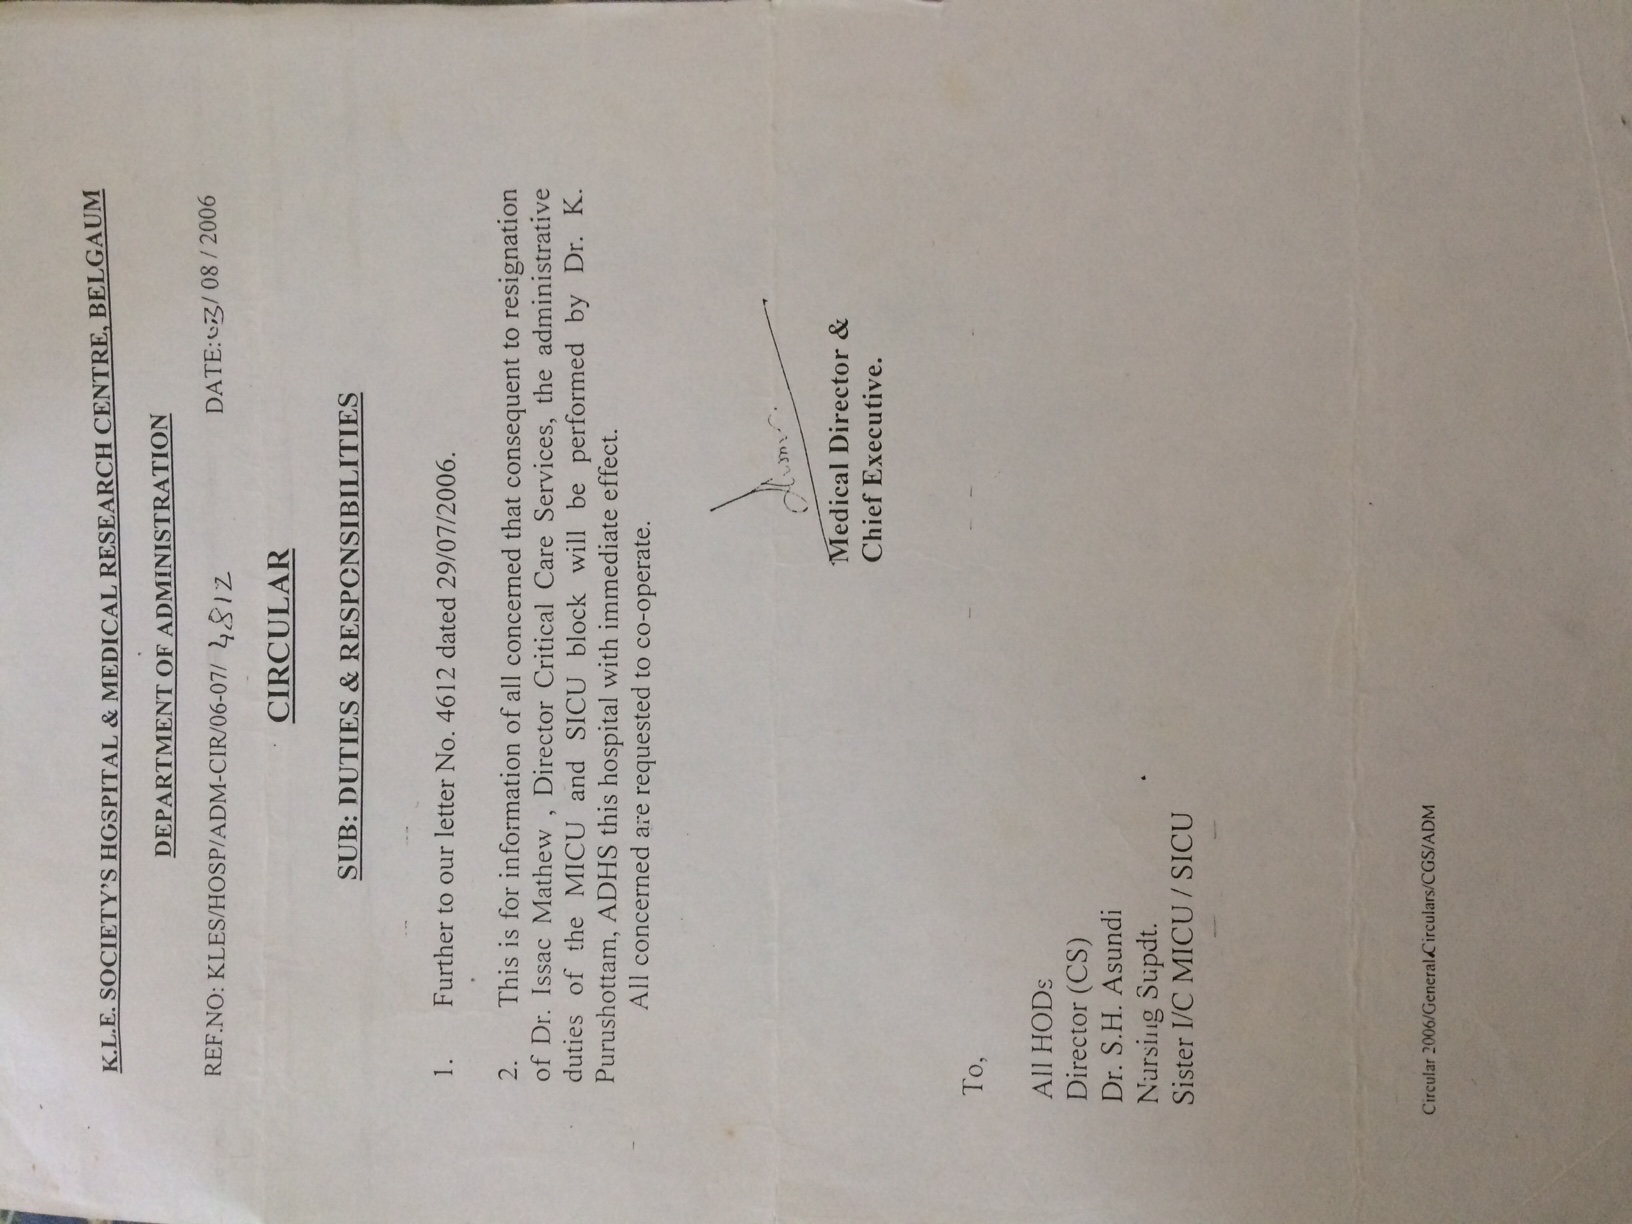 K.L.E. SOCIETY'S HOSPITAL & MEDICAL RESEARCH CENTRE, BELGAUM
DEPARTMENT OF ADMINISTRATION
REF.NO: KLES/HOSP/ADM-CIR/06-07/ 4812 DATE: 03/ 08 / 2006
CIRCULAR
SUB: DUTIES & RESPONSIBILITIES
1. Further to our letter No. 4612 dated 29/07/2006.
2. This is for information of all concerned that consequent to resignation
of Dr. Issac Mathew , Director Critical Care Services, the administrative
duties of the MICU and SICU block will be performed by Dr. K.
Purushottam, ADHS this hospital with immediate effect.
All concerned are requested to co-operate.
Medical Director &
Chief Executive.
To,
All HODs
Director (CS)
Dr. S.H. Asundi
Nursing Supdt.
Sister I/C MICU / SICU
Circular 2006/General Circulars/CGS/ADM